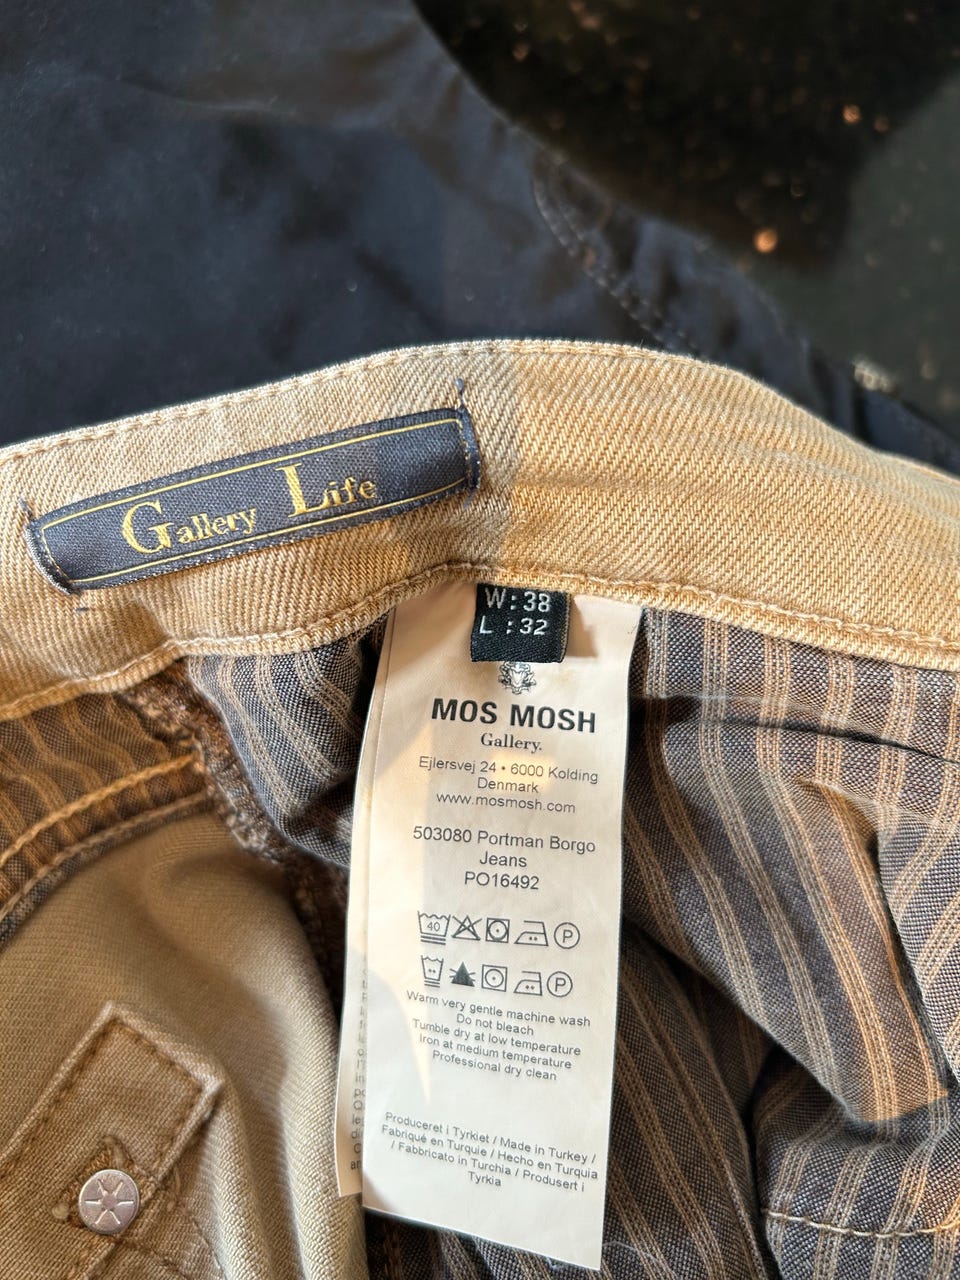 Gallery Life
W:38
L :32
MOS MOSH
Gallery.
Ejlersvej 24 • 6000 Kolding
Denmark
www.mosmosh.com
503080 Portman Borgo
Jeans
PO16492
40
P
P
Warm very gentle machine wash
Do not bleach
Tumble dry at low temperature
Iron at medium temperature
Professional dry clean
Produceret i Tyrkiet / Made in Turkey /
Fabriqué en Turquie / Hecho en Turquia
/ Fabbricato in Turchia / Produsert i
Tyrkia